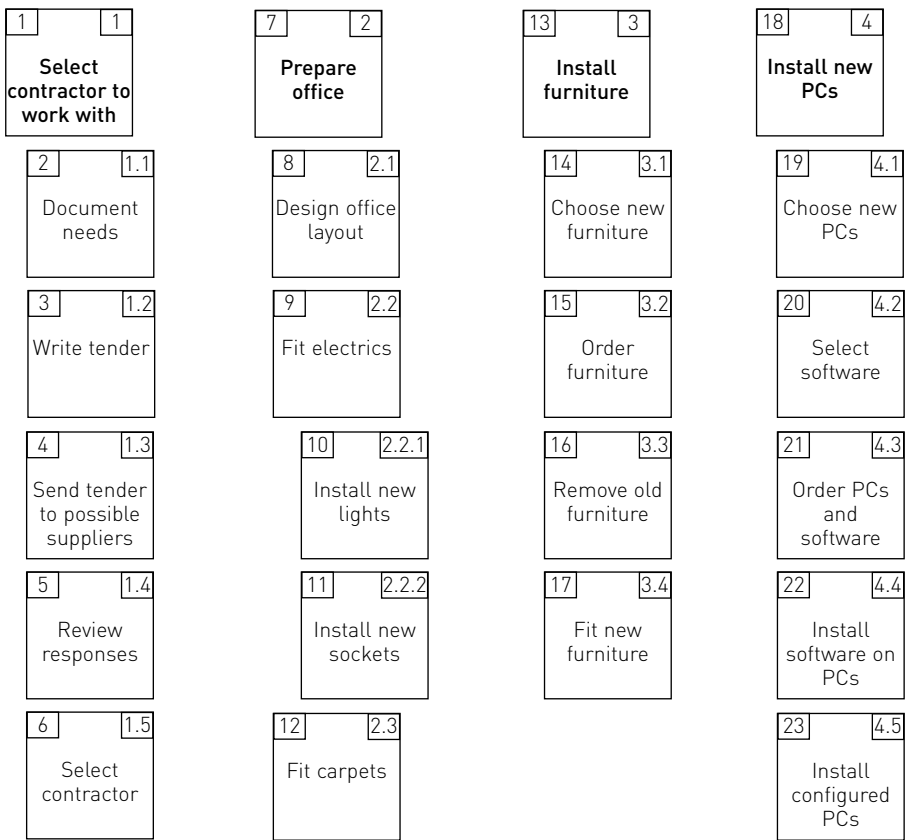 1 1
Select
contractor to
work with
2 1.1
Document
needs
3 1.2
Write tender
4 1.3
Send tender
to possible
suppliers
5 1.4
Review
responses
6 1.5
Select
contractor
7 2
Prepare
office
8 2.1
Design office
layout
9 2.2
Fit electrics
10 2.2.1
Install new
lights
11 2.2.2
Install new
sockets
12 2.3
Fit carpets
13 3
Install
furniture
14 3.1
Choose new
furniture
15 3.2
Order
furniture
16 3.3
Remove old
furniture
17 3.4
Fit new
furniture
18 4
Install new
PCs
19 4.1
Choose new
PCs
20 4.2
Select
software
21 4.3
Order PCs
and
software
22 4.4
Install
software on
PCs
23 4.5
Install
configured
PCs